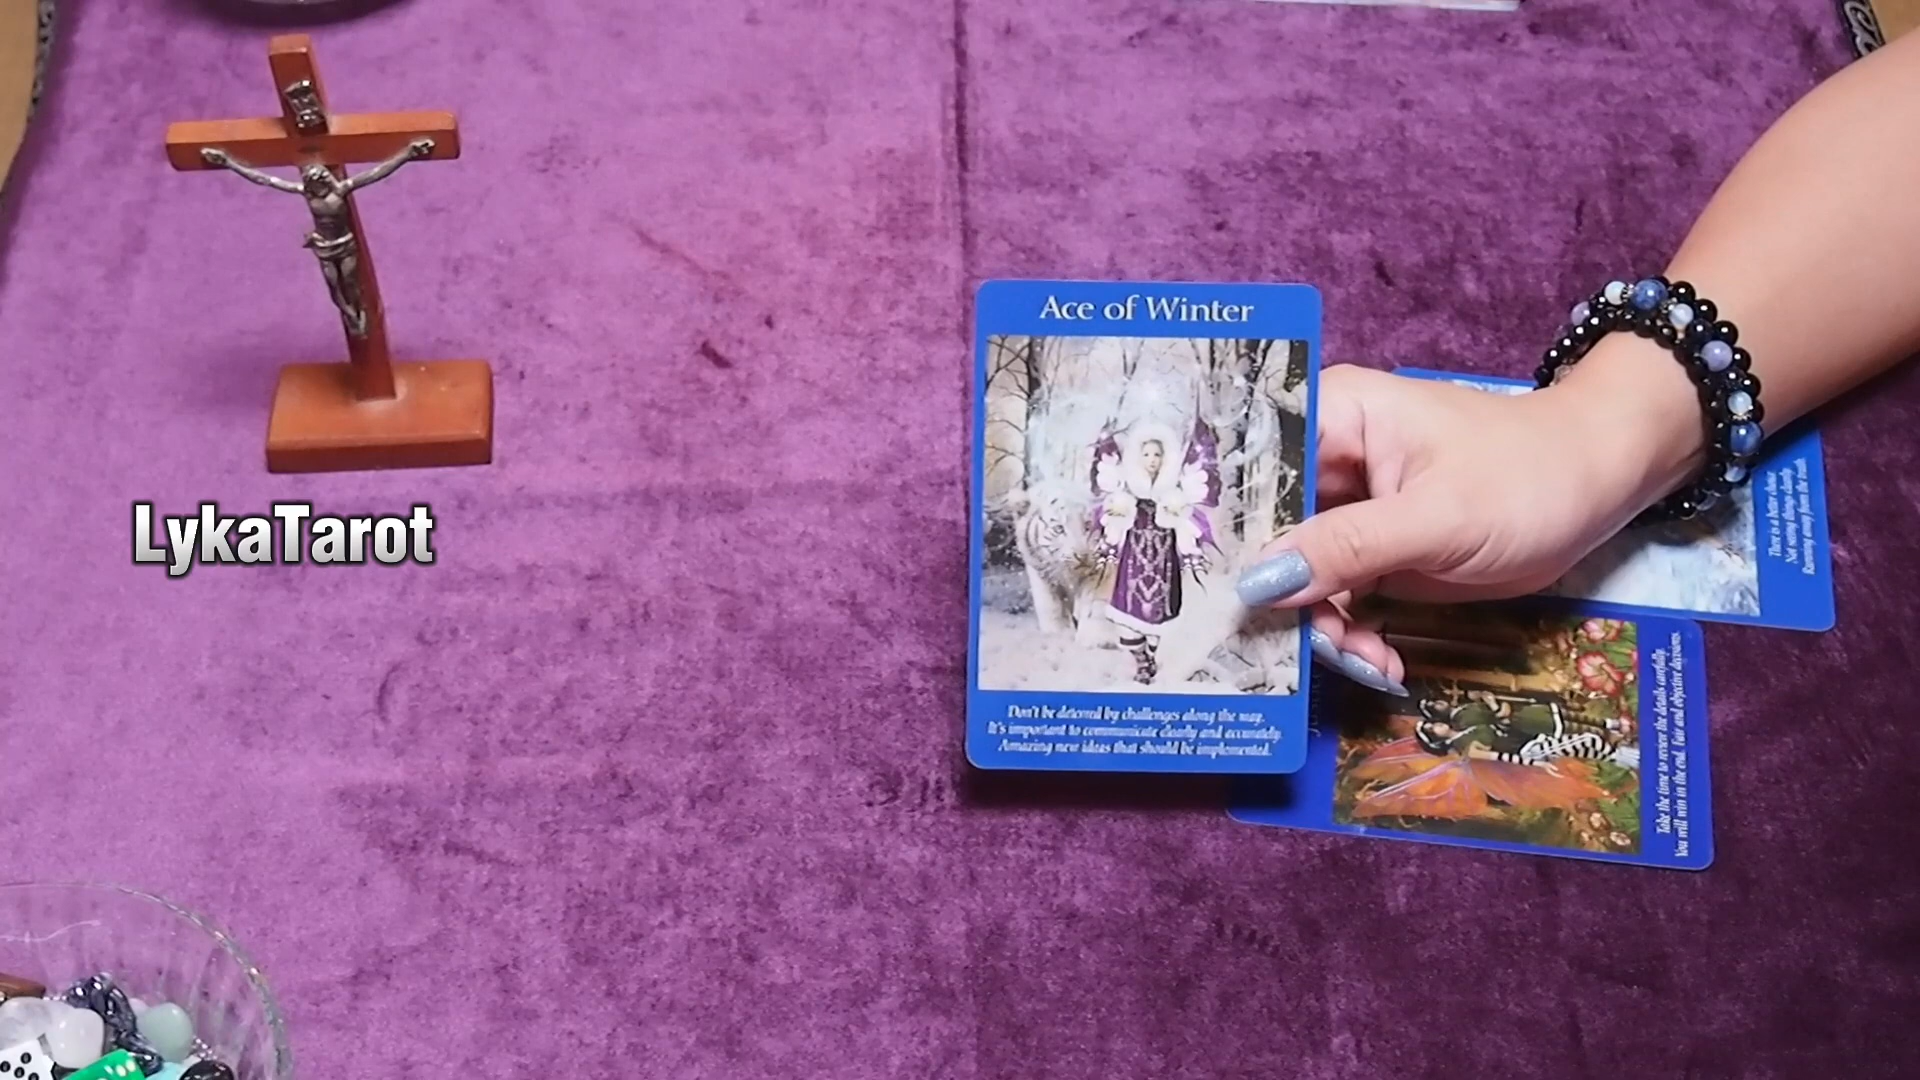 LykaTarot
Ace of Winter
Don't be deterred by challenges along the way.
It's important to communicate clearly and accurately.
Amazing new ideas that should be implemented.
There is a better choice
Not seeing things clearly
Running away from the truth
Take the time to review the details carefully.
You will win in the end. Fair and objective decisions.